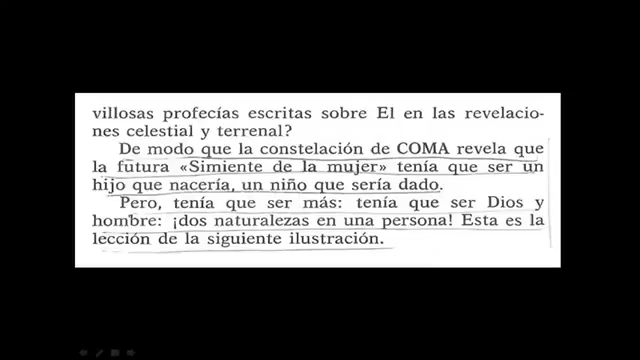 villosas profecías escritas sobre El en las revelacio-
nes celestial y terrenal?
De modo que la constelación de COMA revela que
la futura «Simiente de la mujer» tenía que ser un
hijo que nacería, un niño que sería dado.
Pero, tenía que ser más: tenía que ser Dios y
hombre: ¡dos naturalezas en una persona! Esta es la
lección de la siguiente ilustración.